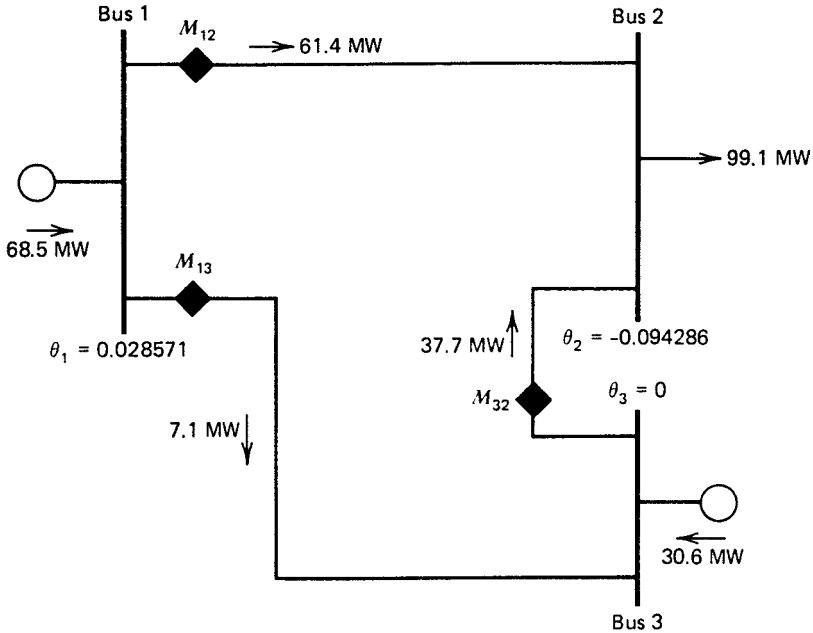 Bus 1
Bus 2
M₁₂
61.4 MW
99.1 MW
68.5 MW
M₁₃
θ₁ = 0.028571
37.7 MW
θ₂ = -0.094286
M₃₂
θ₃ = 0
7.1 MW
30.6 MW
Bus 3